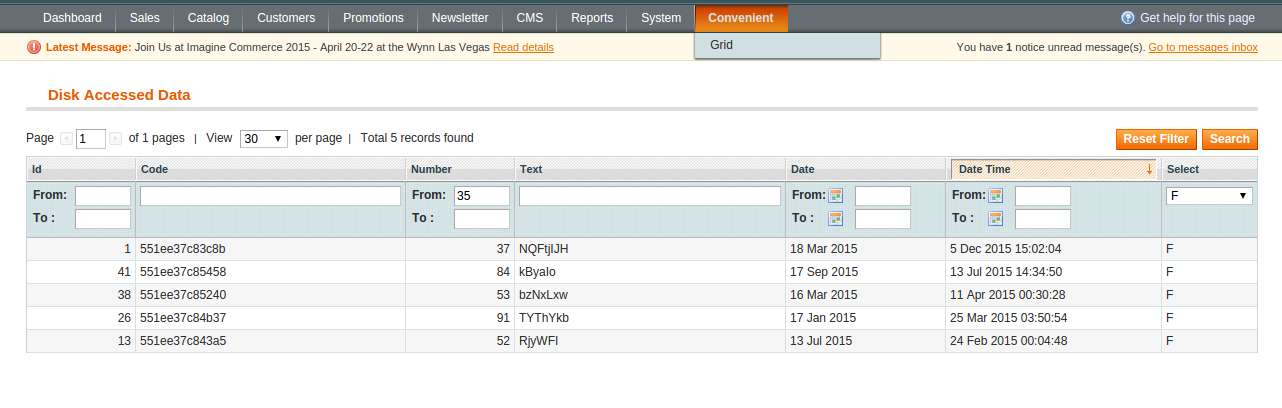 Dashboard Sales Catalog Customers Promotions Newsletter CMS Reports System Convenient Get help for this page
Grid
Latest Message: Join Us at Imagine Commerce 2015 - April 20-22 at the Wynn Las Vegas Read details You have 1 notice unread message(s). Go to messages inbox
Disk Accessed Data
Page 1 of 1 pages | View 30 per page | Total 5 records found Reset Filter Search
Id Code Number Text Date Date Time Select
From: From: 35 From: From: F
To : To : To : To :
1 551ee37c83c8b 37 NQFtjlJH 18 Mar 2015 5 Dec 2015 15:02:04 F
41 551ee37c85458 84 kByaIo 17 Sep 2015 13 Jul 2015 14:34:50 F
38 551ee37c85240 53 bzNxLxw 16 Mar 2015 11 Apr 2015 00:30:28 F
26 551ee37c84b37 91 TYThYkb 17 Jan 2015 25 Mar 2015 03:50:54 F
13 551ee37c843a5 52 RjyWFI 13 Jul 2015 24 Feb 2015 00:04:48 F